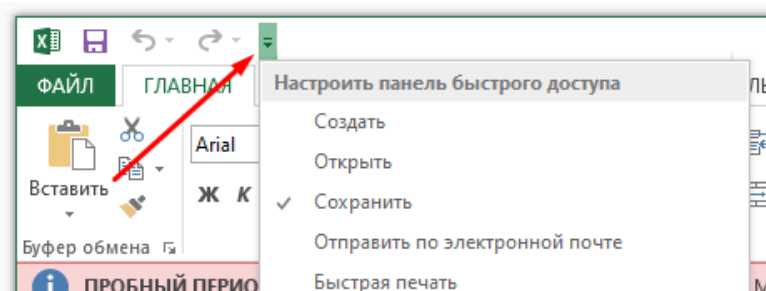 ФАЙЛ ГЛАВНАЯ
Настроить панель быстрого доступа
Создать
Arial
Открыть
Вставить
Ж К
Сохранить
Буфер обмена
Отправить по электронной почте
ПРОБНЫЙ ПЕРИО
Быстрая печать